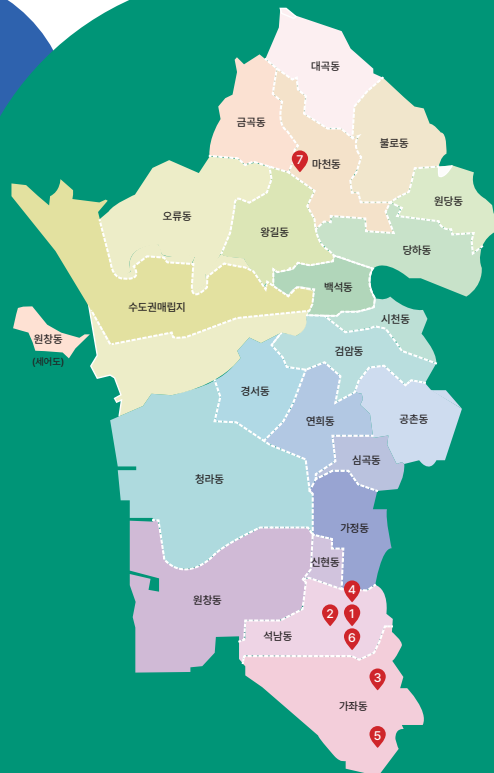 대곡동
금곡동
불로동
7
마천동
원당동
오류동
왕길동
당하동
백석동
수도권매립지
시천동
원창동
(세어도)
검암동
경서동
연희동
공촌동
심곡동
청라동
가정동
신현동
원창동
4
2
1
석남동
6
3
가좌동
5